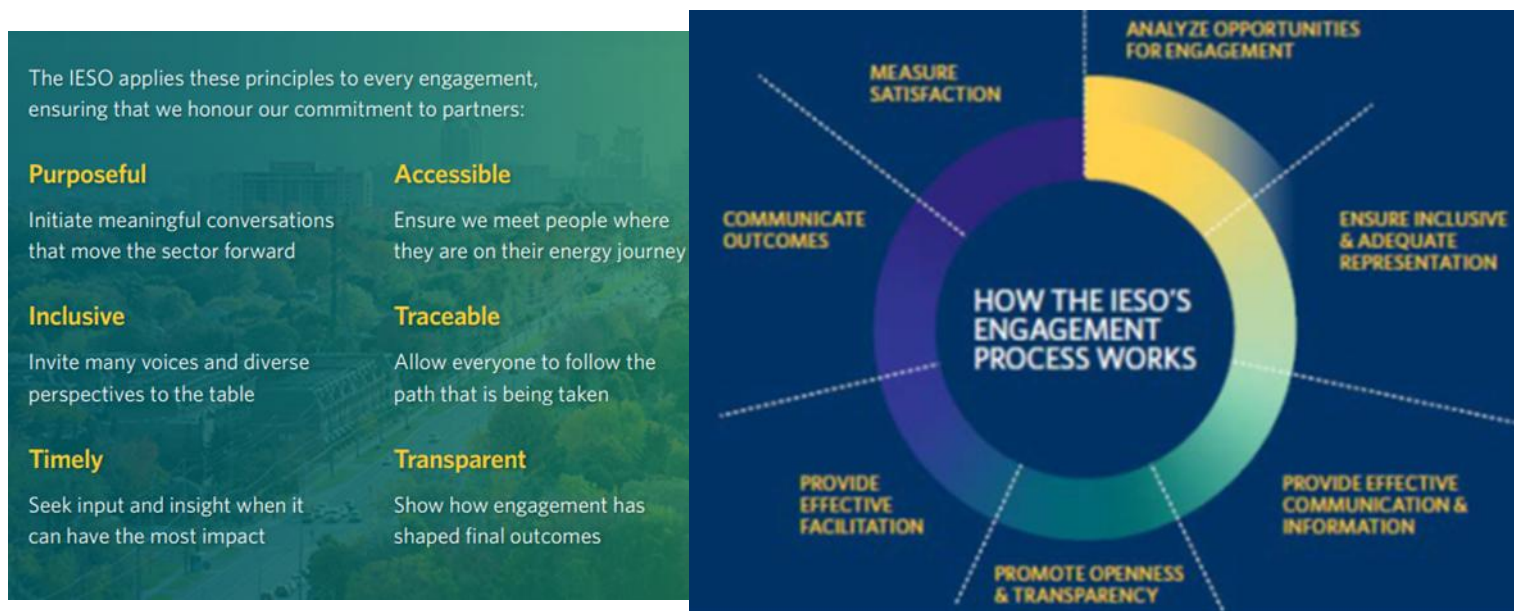 The IESO applies these principles to every engagement,
ensuring that we honour our commitment to partners:
Purposeful
Initiate meaningful conversations
that move the sector forward
Accessible
Ensure we meet people where
they are on their energy journey
Inclusive
Invite many voices and diverse
perspectives to the table
Traceable
Allow everyone to follow the
path that is being taken
Timely
Seek input and insight when it
can have the most impact
Transparent
Show how engagement has
shaped final outcomes
HOW THE IESO'S
ENGAGEMENT
PROCESS WORKS
ANALYZE OPPORTUNITIES
FOR ENGAGEMENT
ENSURE INCLUSIVE
& ADEQUATE
REPRESENTATION
PROVIDE EFFECTIVE
COMMUNICATION &
INFORMATION
PROMOTE OPENNESS
& TRANSPARENCY
PROVIDE
EFFECTIVE
FACILITATION
COMMUNICATE
OUTCOMES
MEASURE
SATISFACTION